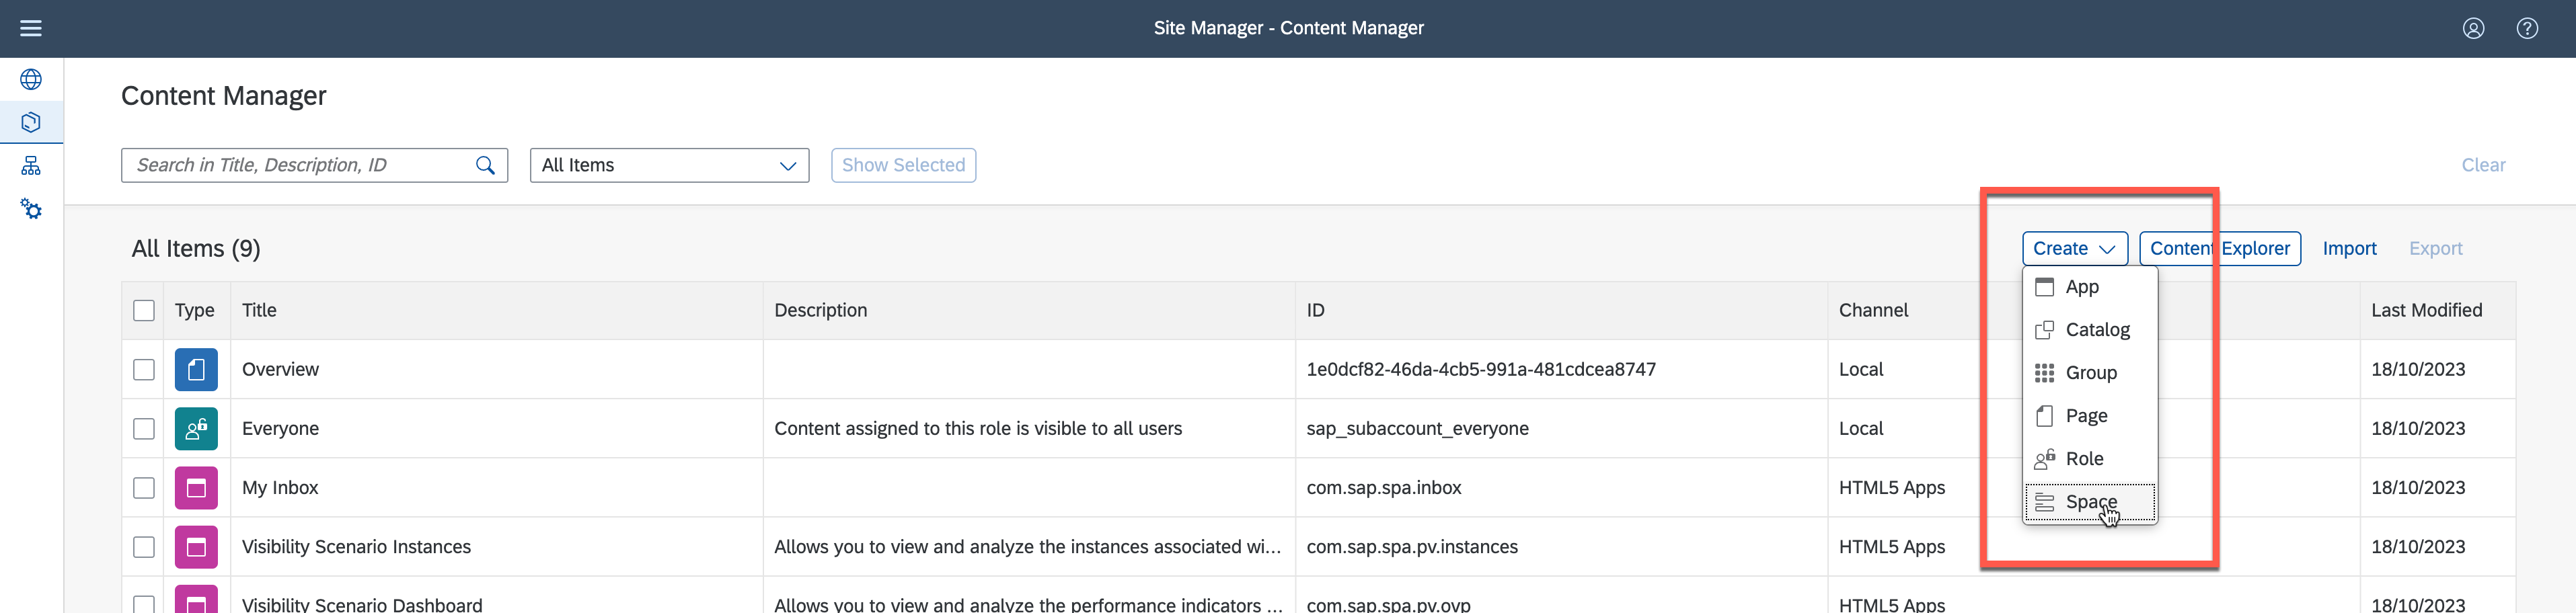 Site Manager - Content Manager
Content Manager
Search in Title, Description, ID
All Items
Show Selected
Clear
All Items (9)
Create
Content Explorer
Import
Export
App
Catalog
Group
Page
Role
Space
Type Title Description ID Channel Last Modified
Overview 1e0dcf82-46da-4cb5-991a-481cdcea8747 Local 18/10/2023
Everyone Content assigned to this role is visible to all users sap_subaccount_everyone Local 18/10/2023
My Inbox com.sap.spa.inbox HTML5 Apps 18/10/2023
Visibility Scenario Instances Allows you to view and analyze the instances associated wi... com.sap.spa.pv.instances HTML5 Apps 18/10/2023
Visibility Scenario Dashboard Allows you to view and analyze the performance indicators ... com.sap.spa.pv.ovp HTML5 Apps 18/10/2023